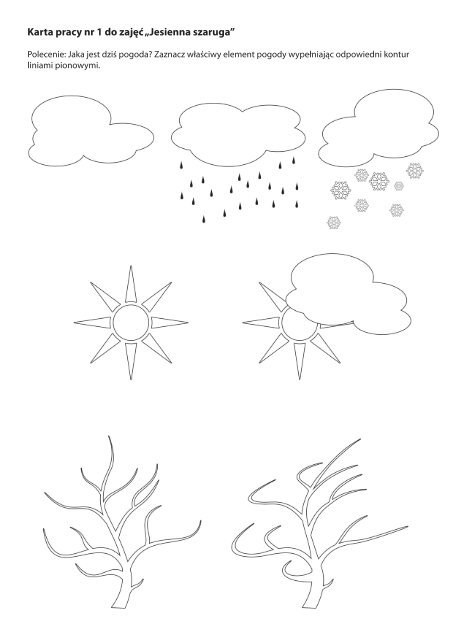 Karta pracy nr 1 do zajęć „Jesienna szaruga”
Polecenie: Jaka jest dziś pogoda? Zaznacz właściwy element pogody wypełniając odpowiedni kontur
liniami pionowymi.